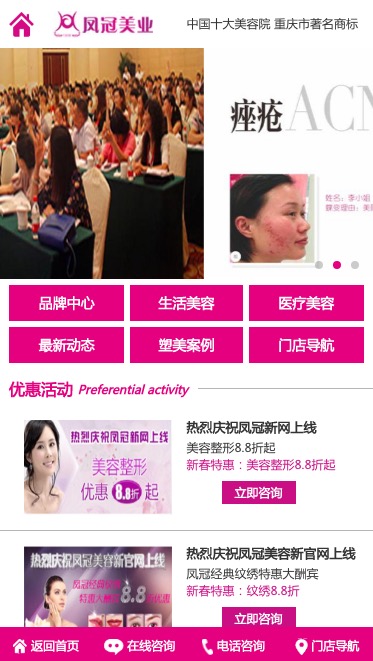 凤冠美业
中国十大美容院 重庆市著名商标
痤疮 ACN
姓名：李小姐
品牌中心
生活美容
医疗美容
最新动态
塑美案例
门店导航
优惠活动 Preferential activity
热烈庆祝凤冠新网上线
美容整形
优惠 8.8折 起
热烈庆祝凤冠新网上线
美容整形8.8折起
新春特惠：美容整形8.8折起
立即咨询
热烈庆祝凤冠美容新官网上线
8.8
热烈庆祝凤冠美容新官网上线
凤冠经典纹绣特惠大酬宾
新春特惠：纹绣8.8折
立即咨询
返回首页
在线咨询
电话咨询
门店导航